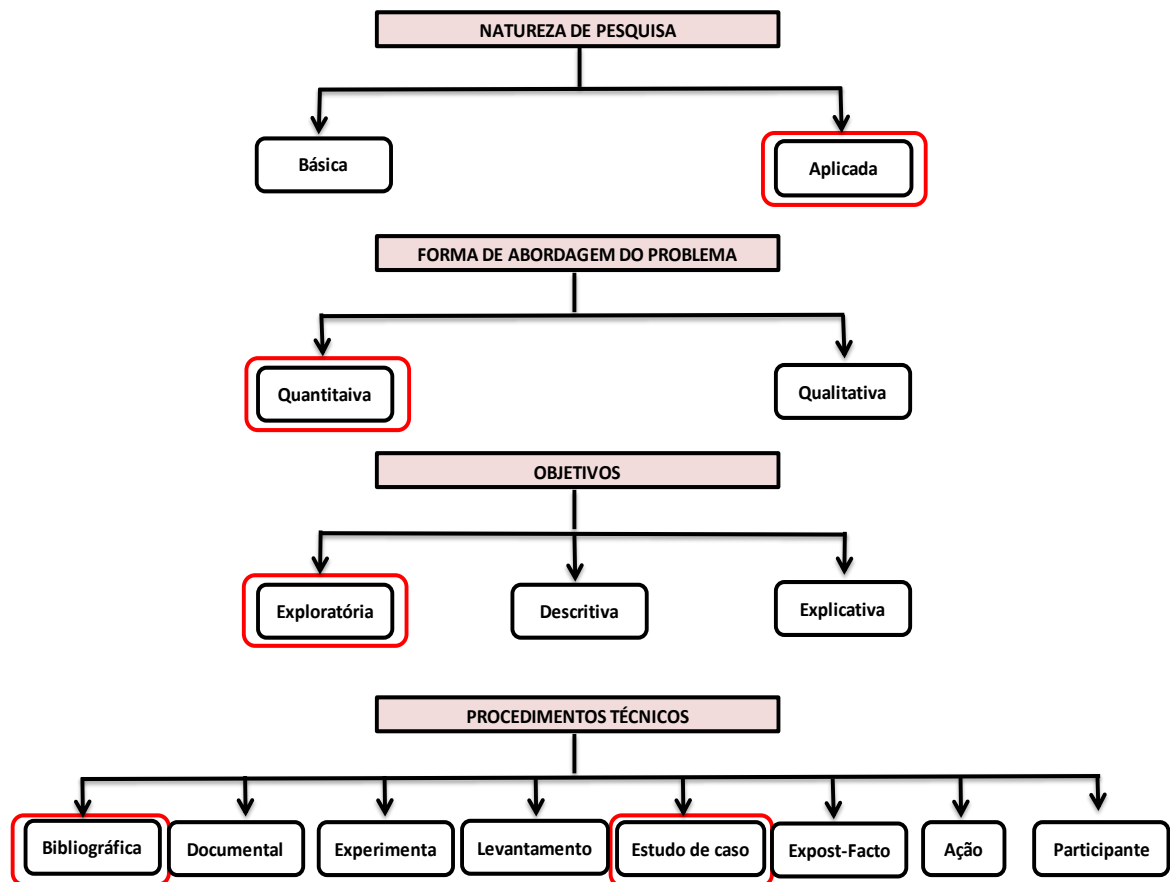 NATUREZA DE PESQUISA
Básica
Aplicada
FORMA DE ABORDAGEM DO PROBLEMA
Quantitaiva
Qualitativa
OBJETIVOS
Exploratória
Descritiva
Explicativa
PROCEDIMENTOS TÉCNICOS
Bibliográfica
Documental
Experimenta
Levantamento
Estudo de caso
Expost-Facto
Ação
Participante